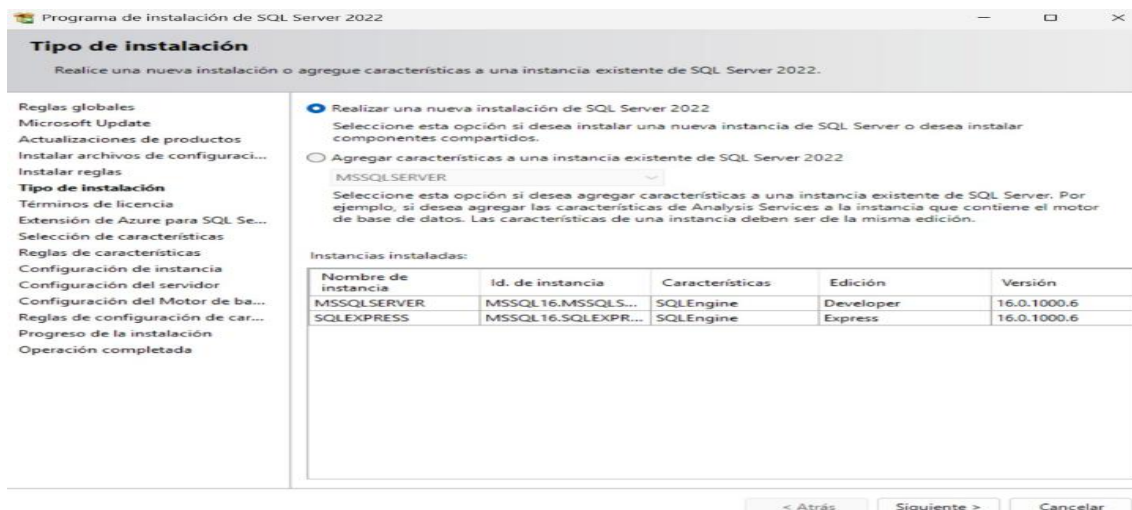 Programa de instalación de SQL Server 2022
Tipo de instalación
Realice una nueva instalación o agregue características a una instancia existente de SQL Server 2022.
Reglas globales
Microsoft Update
Actualizaciones de productos
Instalar archivos de configuraci...
Instalar reglas
Tipo de instalación
Términos de licencia
Extensión de Azure para SQL Se...
Selección de características
Reglas de características
Configuración de instancia
Configuración del servidor
Configuración del Motor de ba...
Reglas de configuración de car...
Progreso de la instalación
Operación completada
Realizar una nueva instalación de SQL Server 2022
Seleccione esta opción si desea instalar una nueva instancia de SQL Server o desea instalar
componentes compartidos.
Agregar características a una instancia existente de SQL Server 2022
MSSQLSERVER
Seleccione esta opción si desea agregar características a una instancia existente de SQL Server. Por
ejemplo, si desea agregar las características de Analysis Services a la instancia que contiene el motor
de base de datos. Las características de una instancia deben ser de la misma edición.
Instancias instaladas:
Nombre de instancia Id. de instancia Características Edición Versión
MSSQLSERVER MSSQL16.MSSQLS... SQLEngine Developer 16.0.1000.6
SQLEXPRESS MSSQL16.SQLEXPR... SQLEngine Express 16.0.1000.6
< Atrás Siguiente > Cancelar